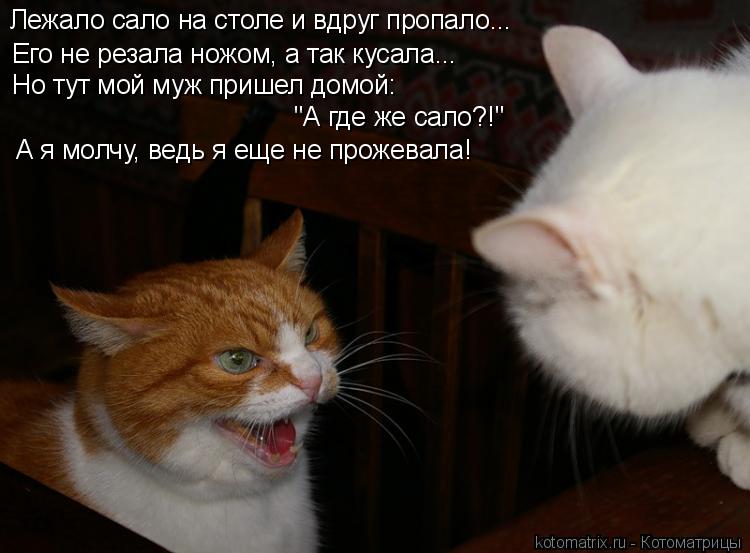 Лежало сало на столе и вдруг пропало...
Его не резала ножом, а так кусала...
Но тут мой муж пришел домой:
"А где же сало?!"
А я молчу, ведь я еще не прожевала!
kotomatrix.ru - Котоматрицы